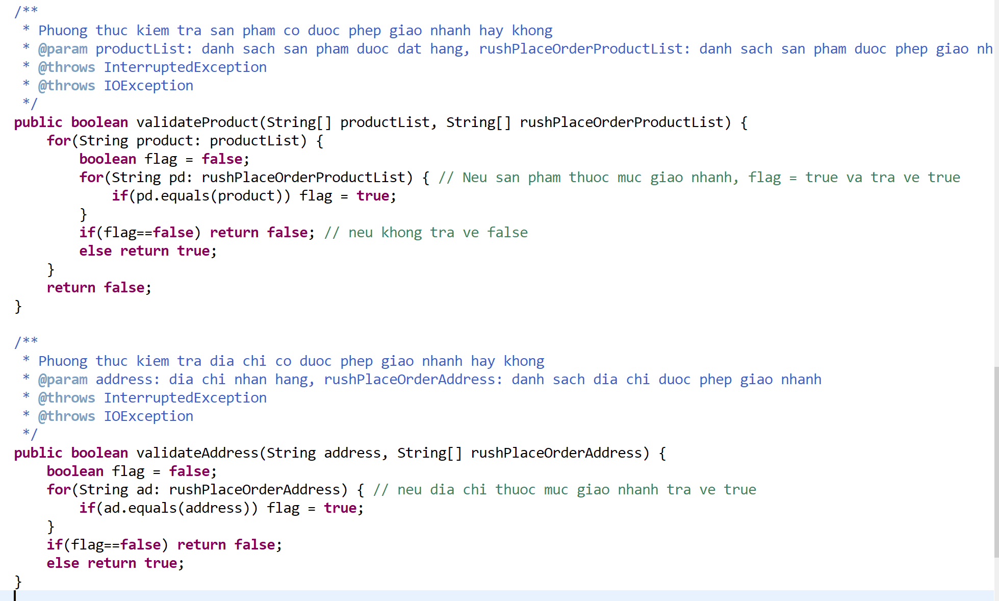 /**
 * Phuong thuc kiem tra san pham co duoc phep giao nhanh hay khong
 * @param productList: danh sach san pham duoc dat hang, rushPlaceOrderProductList: danh sach san pham duoc phep giao nh
 * @throws InterruptedException
 * @throws IOException
 */
public boolean validateProduct(String[] productList, String[] rushPlaceOrderProductList) {
    for(String product: productList) {
        boolean flag = false;
        for(String pd: rushPlaceOrderProductList) { // Neu san pham thuoc muc giao nhanh, flag = true va tra ve true
            if(pd.equals(product)) flag = true;
        }
        if(flag==false) return false; // neu khong tra ve false
        else return true;
    }
    return false;
}

/**
 * Phuong thuc kiem tra dia chi co duoc phep giao nhanh hay khong
 * @param address: dia chi nhan hang, rushPlaceOrderAddress: danh sach dia chi duoc phep giao nhanh
 * @throws InterruptedException
 * @throws IOException
 */
public boolean validateAddress(String address, String[] rushPlaceOrderAddress) {
    boolean flag = false;
    for(String ad: rushPlaceOrderAddress) { // neu dia chi thuoc muc giao nhanh tra ve true
        if(ad.equals(address)) flag = true;
    }
    if(flag==false) return false;
    else return true;
}